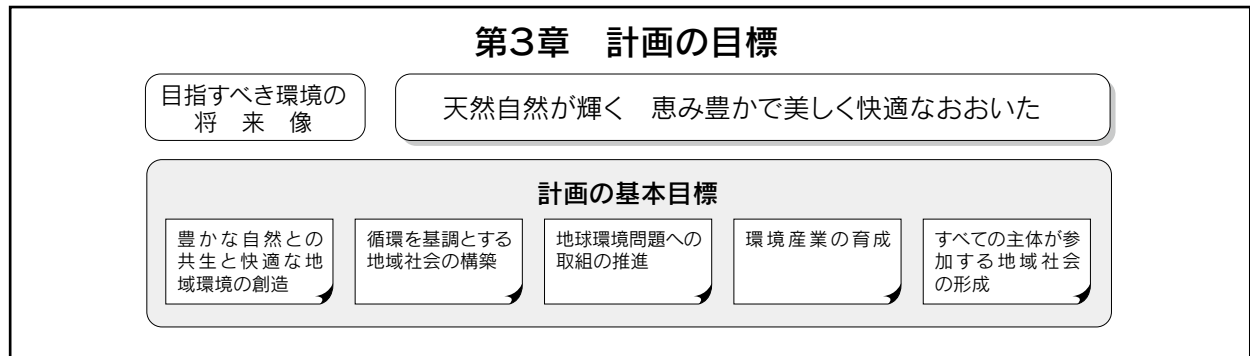 第3章　計画の目標
目指すべき環境の
将　来　像
天然自然が輝く　恵み豊かで美しく快適なおおいた
計画の基本目標
豊かな自然との
共生と快適な地
域環境の創造
循環を基調とする
地域社会の構築
地球環境問題への
取組の推進
環境産業の育成
すべての主体が参
加する地域社会
の形成